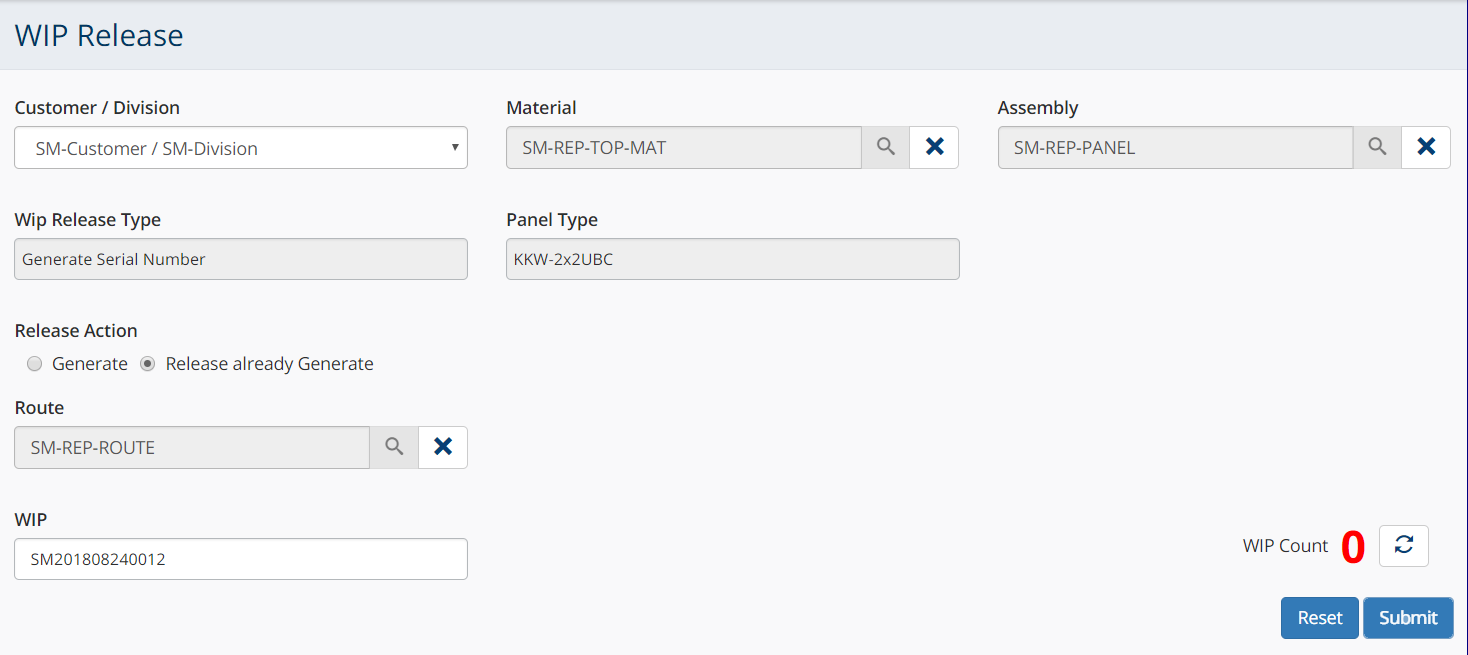 WIP Release
Customer / Division
Material
Assembly
SM-Customer / SM-Division
SM-REP-TOP-MAT
SM-REP-PANEL
Wip Release Type
Panel Type
Generate Serial Number
KKW-2x2UBC
Release Action
Generate
Release already Generate
Route
SM-REP-ROUTE
WIP
SM201808240012
WIP Count 0
Reset
Submit